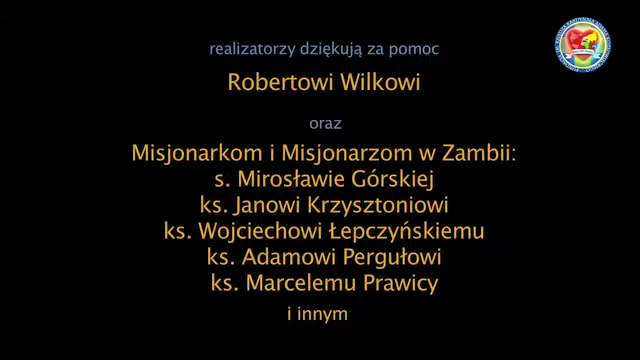 realizatorzy dziękują za pomoc
Robertowi Wilkowi
oraz
Misjonarkom i Misjonarzom w Zambii:
s. Mirosławie Górskiej
ks. Janowi Krzysztoniowi
ks. Wojciechowi Łepczyńskiemu
ks. Adamowi Pergułowi
ks. Marcelemu Prawicy
i innym